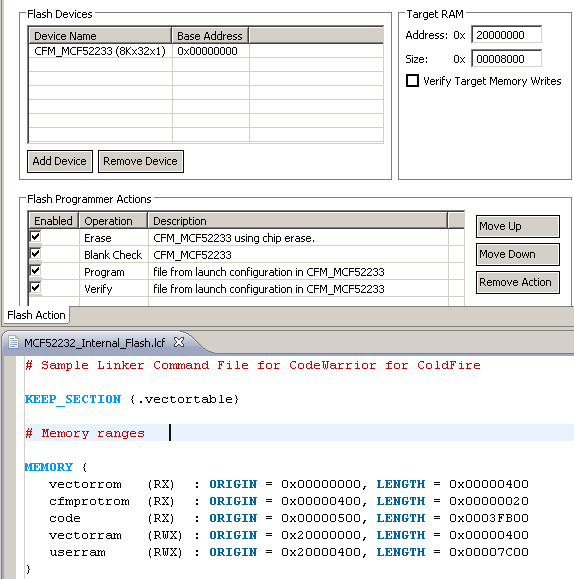 Flash Devices
Device Name Base Address
CFM_MCF52233 (8Kx32x1) 0x00000000
Add Device Remove Device
Target RAM
Address: 0x 20000000
Size: 0x 00008000
Verify Target Memory Writes
Flash Programmer Actions
Enabled Operation Description
Erase CFM_MCF52233 using chip erase.
Blank Check CFM_MCF52233
Program file from launch configuration in CFM_MCF52233
Verify file from launch configuration in CFM_MCF52233
Move Up
Move Down
Remove Action
Flash Action
MCF52232_Internal_Flash.lcf
# Sample Linker Command File for CodeWarrior for ColdFire
KEEP_SECTION {.vectortable}
# Memory ranges
MEMORY {
vectorrom (RX) : ORIGIN = 0x00000000, LENGTH = 0x00000400
cfmprotrom (RX) : ORIGIN = 0x00000400, LENGTH = 0x00000020
code (RX) : ORIGIN = 0x00000500, LENGTH = 0x0003FB00
vectorram (RWX) : ORIGIN = 0x20000000, LENGTH = 0x00000400
userram (RWX) : ORIGIN = 0x20000400, LENGTH = 0x00007C00
}